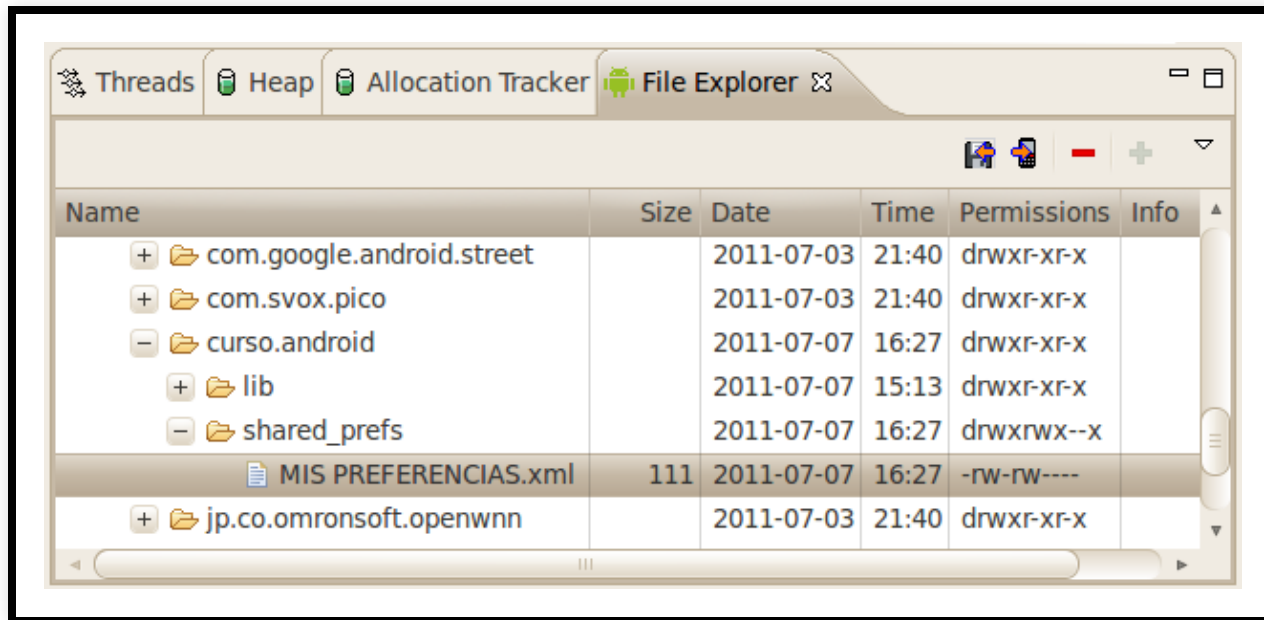 Threads Heap Allocation Tracker File Explorer
Name Size Date Time Permissions Info
com.google.android.street 2011-07-03 21:40 drwxr-xr-x
com.svox.pico 2011-07-03 21:40 drwxr-xr-x
curso.android 2011-07-07 16:27 drwxr-xr-x
lib 2011-07-07 15:13 drwxr-xr-x
shared_prefs 2011-07-07 16:27 drwxrwx--x
MIS PREFERENCIAS.xml 111 2011-07-07 16:27 -rw-rw----
jp.co.omronsoft.openwnn 2011-07-03 21:40 drwxr-xr-x